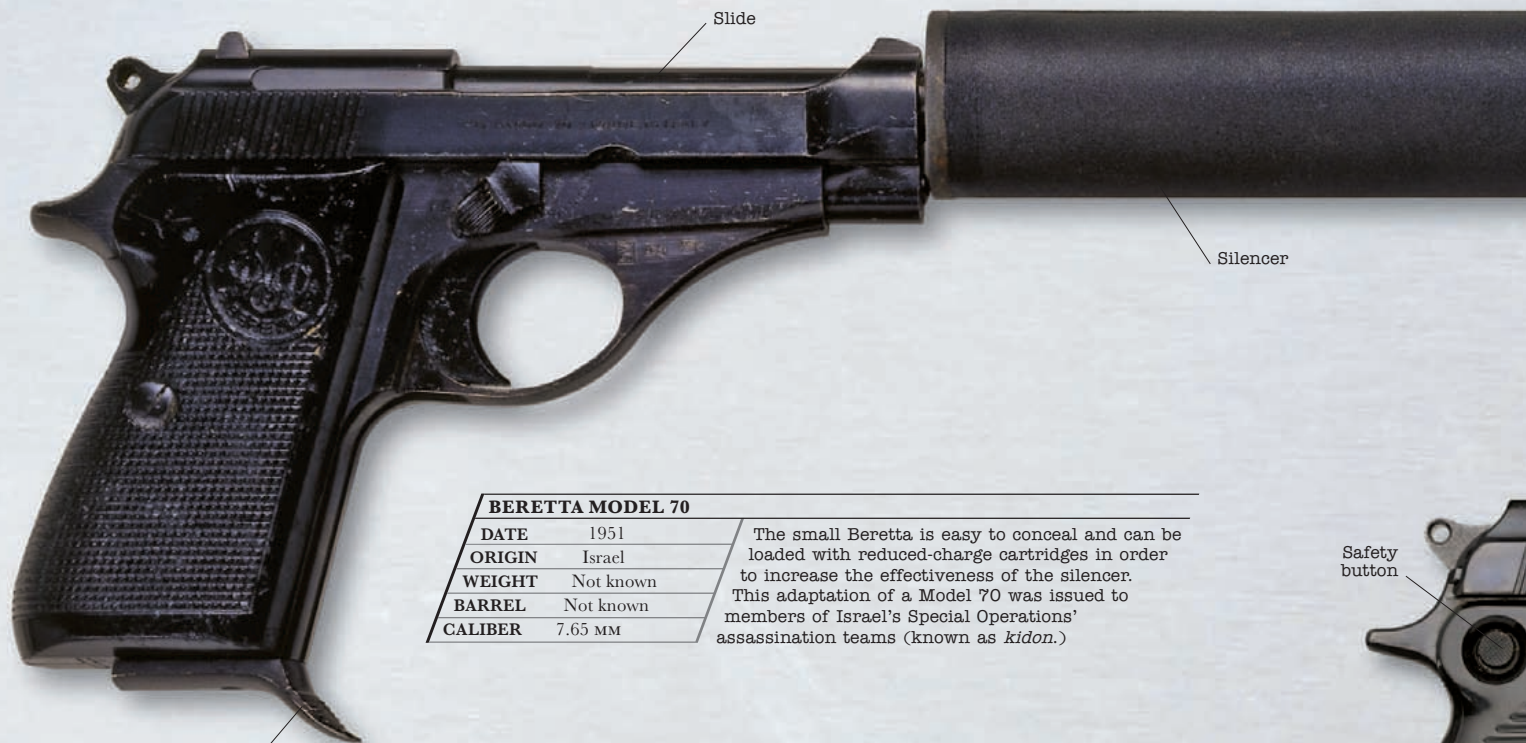 Slide
Silencer
BERETTA MODEL 70
DATE 1951
ORIGIN Israel
WEIGHT Not known
BARREL Not known
CALIBER 7.65 MM
The small Beretta is easy to conceal and can be
loaded with reduced-charge cartridges in order
to increase the effectiveness of the silencer.
This adaptation of a Model 70 was issued to
members of Israel's Special Operations'
assassination teams (known as kidon.)
Safety
button